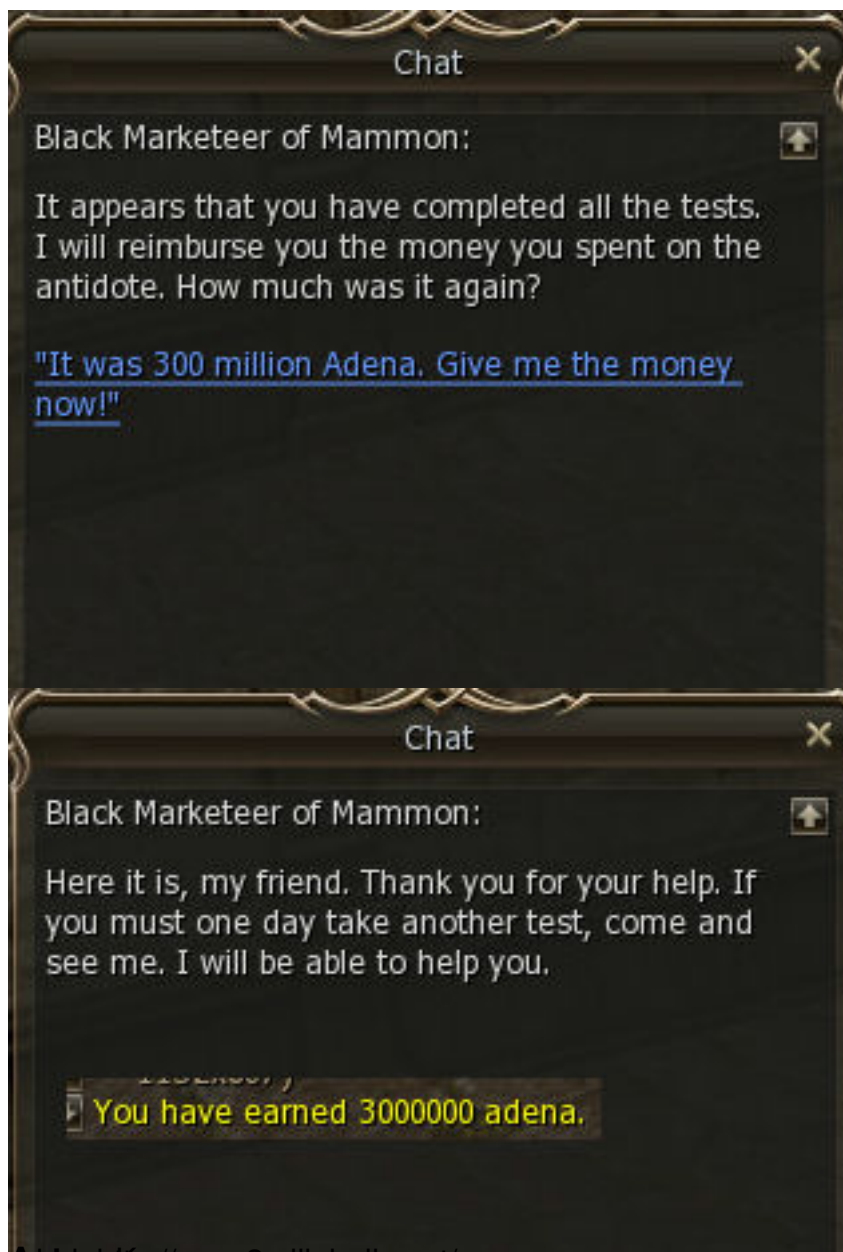 Chat
Black Marketeer of Mammon:
It appears that you have completed all the tests.
I will reimburse you the money you spent on the
antidote. How much was it again?
"It was 300 million Adena. Give me the money
now!"
Chat
Black Marketeer of Mammon:
Here it is, my friend. Thank you for your help. If
you must one day take another test, come and
see me. I will be able to help you.
You have earned 3000000 adena.